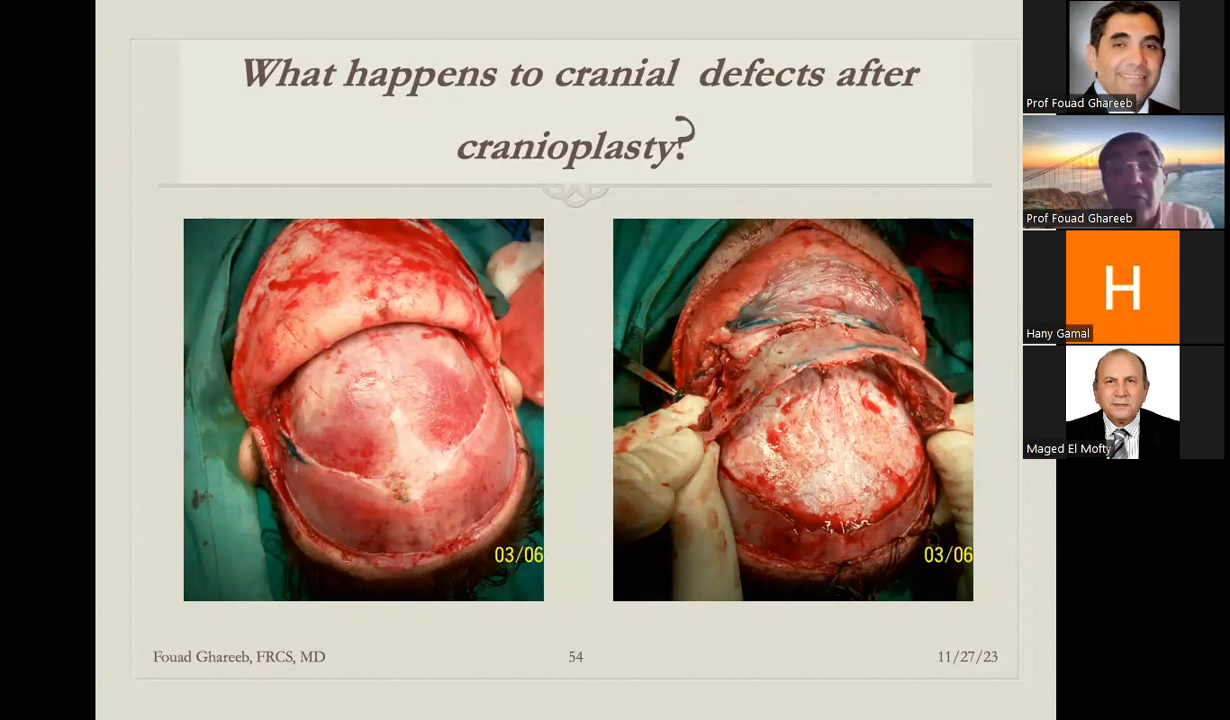 What happens to cranial defects after
cranioplasty?
03/06
03/06
Fouad Ghareeb, FRCS, MD
54
11/27/23
Prof Fouad Ghareeb
Prof Fouad Ghareeb
H
Hany Gamal
Maged El Mofty